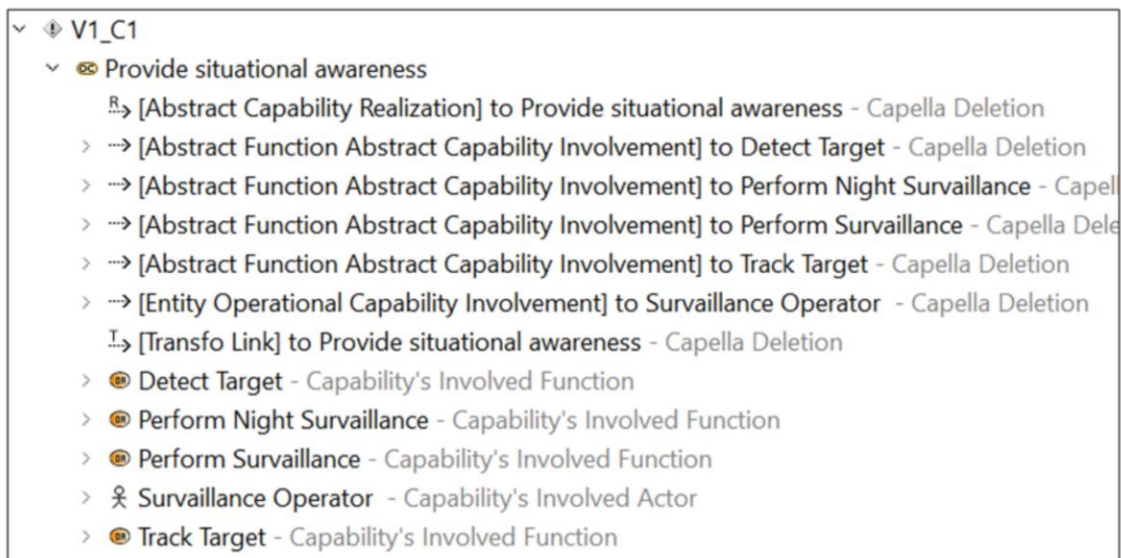 V1_C1
Provide situational awareness
[Abstract Capability Realization] to Provide situational awareness - Capella Deletion
[Abstract Function Abstract Capability Involvement] to Detect Target - Capella Deletion
[Abstract Function Abstract Capability Involvement] to Perform Night Survaillance - Capell
[Abstract Function Abstract Capability Involvement] to Perform Survaillance - Capella Dele
[Abstract Function Abstract Capability Involvement] to Track Target - Capella Deletion
[Entity Operational Capability Involvement] to Survaillance Operator - Capella Deletion
[Transfo Link] to Provide situational awareness - Capella Deletion
Detect Target - Capability's Involved Function
Perform Night Survaillance - Capability's Involved Function
Perform Survaillance - Capability's Involved Function
Survaillance Operator - Capability's Involved Actor
Track Target - Capability's Involved Function